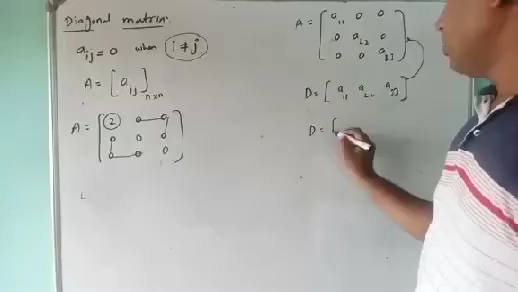 Diagonal matrix.
aij = 0 when i ≠ j
A = [ aij ] n×n
A = [ 2 0 0
0 0 0
0 0 0 ]
A = [ a11 0 0
0 a22 0
0 0 a33 ]
D = [ a11 a22 a33 ]
D = [